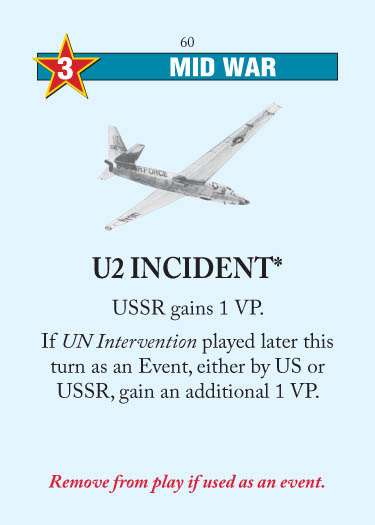 60
3
MID WAR
U2 INCIDENT*
USSR gains 1 VP.
If UN Intervention played later this
turn as an Event, either by US or
USSR, gain an additional 1 VP.
Remove from play if used as an event.